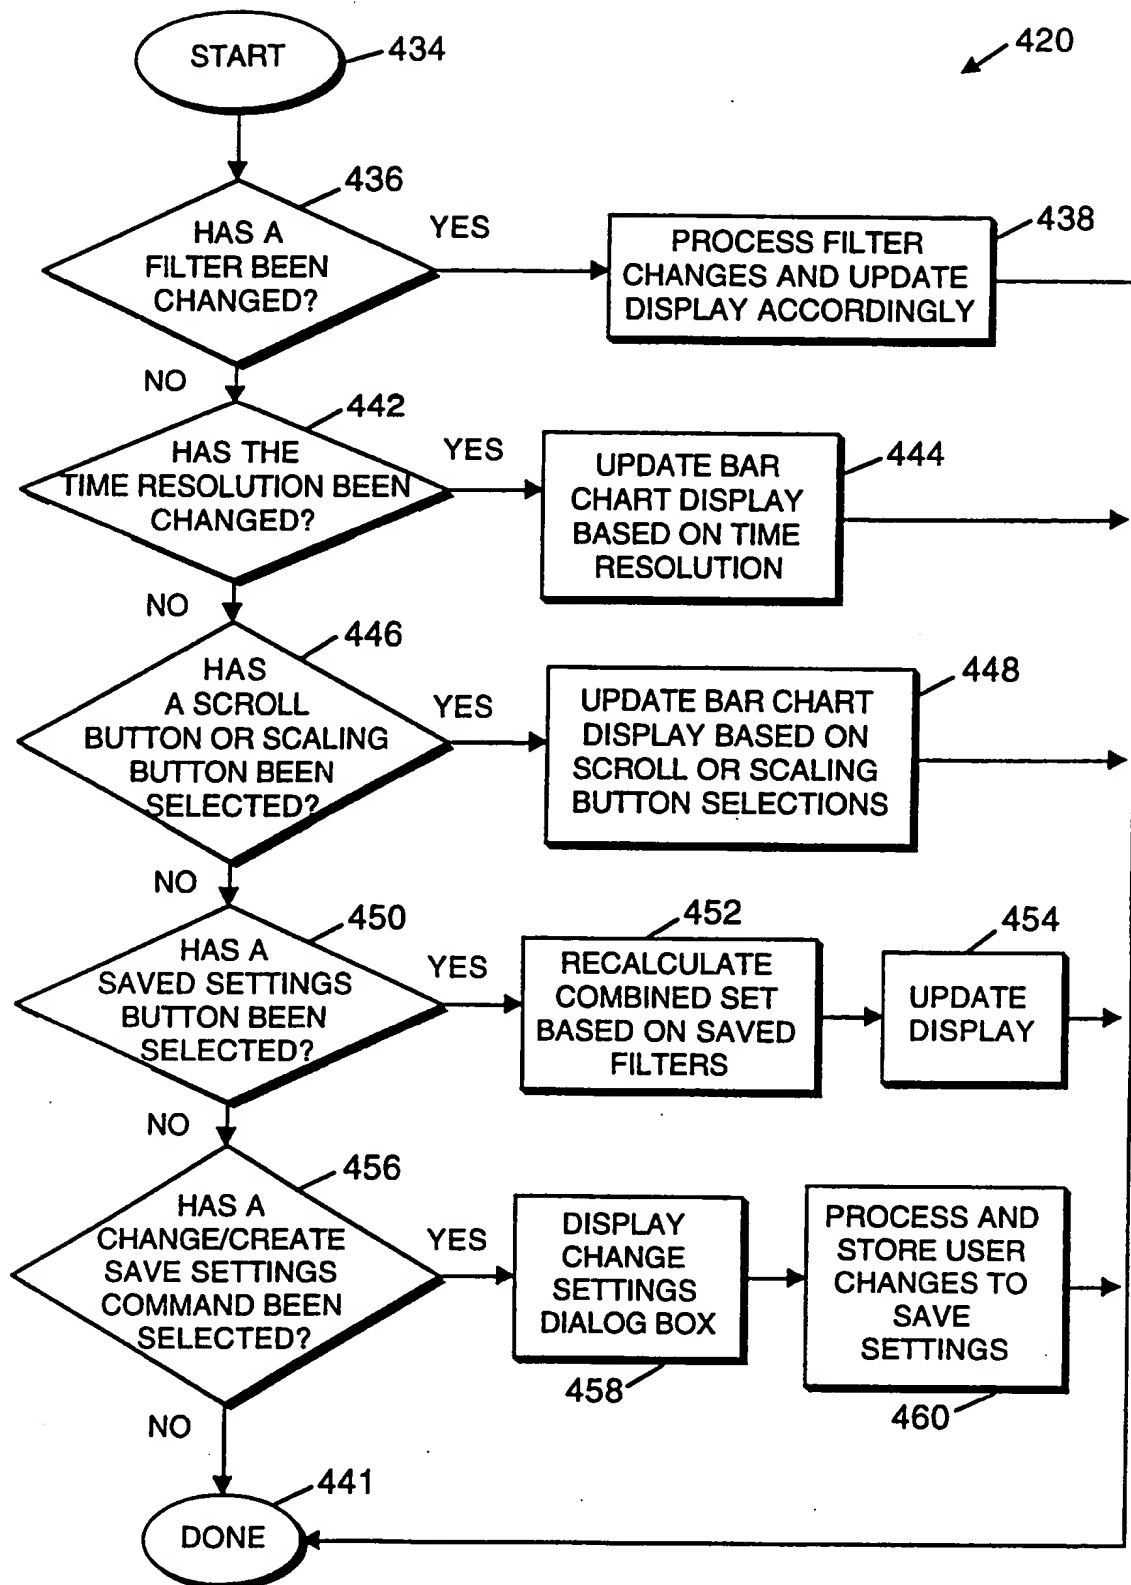 START
434
420
436
HAS A
FILTER BEEN
CHANGED?
YES
PROCESS FILTER
CHANGES AND UPDATE
DISPLAY ACCORDINGLY
438
NO
442
HAS THE
TIME RESOLUTION BEEN
CHANGED?
YES
UPDATE BAR
CHART DISPLAY
BASED ON TIME
RESOLUTION
444
NO
446
HAS
A SCROLL
BUTTON OR SCALING
BUTTON BEEN
SELECTED?
YES
UPDATE BAR CHART
DISPLAY BASED ON
SCROLL OR SCALING
BUTTON SELECTIONS
448
NO
450
HAS A
SAVED SETTINGS
BUTTON BEEN
SELECTED?
YES
452
RECALCULATE
COMBINED SET
BASED ON SAVED
FILTERS
454
UPDATE
DISPLAY
NO
456
HAS A
CHANGE/CREATE
SAVE SETTINGS
COMMAND BEEN
SELECTED?
YES
DISPLAY
CHANGE
SETTINGS
DIALOG BOX
458
PROCESS AND
STORE USER
CHANGES TO
SAVE
SETTINGS
460
NO
441
DONE